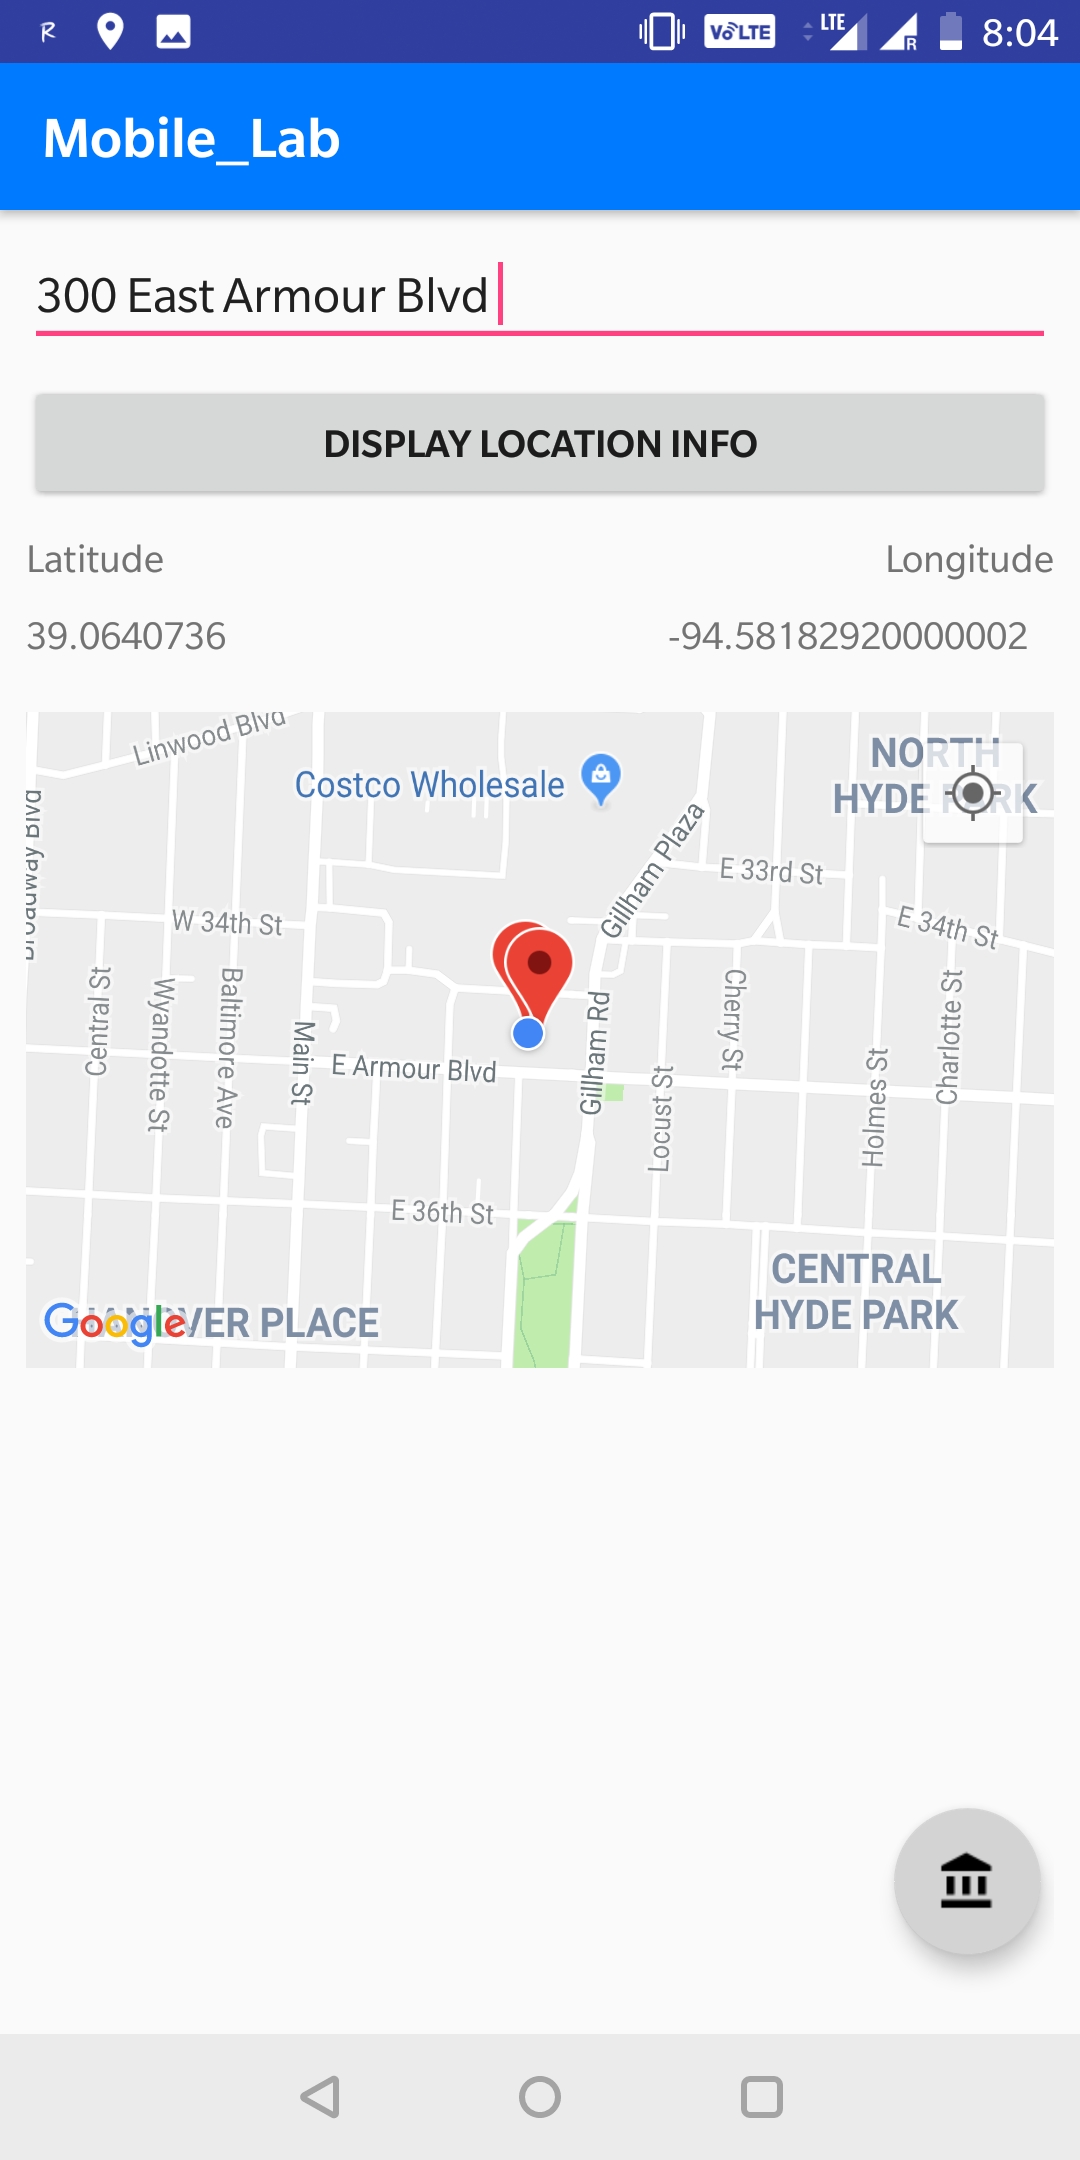 R VoLTE LTE R 8:04
Mobile_Lab
300 East Armour Blvd
DISPLAY LOCATION INFO
Latitude Longitude
39.0640736 -94.58182920000002
Linwood Blvd
Costco Wholesale
NORTH
HYDE PARK
Broadway Blvd
Gillham Plaza
E 33rd St
W 34th St
E 34th St
Central St
Wyandotte St
Baltimore Ave
Main St
E Armour Blvd
Gillham Rd
Locust St
Cherry St
Holmes St
Charlotte St
E 36th St
CENTRAL
HYDE PARK
Google
HANOVER PLACE